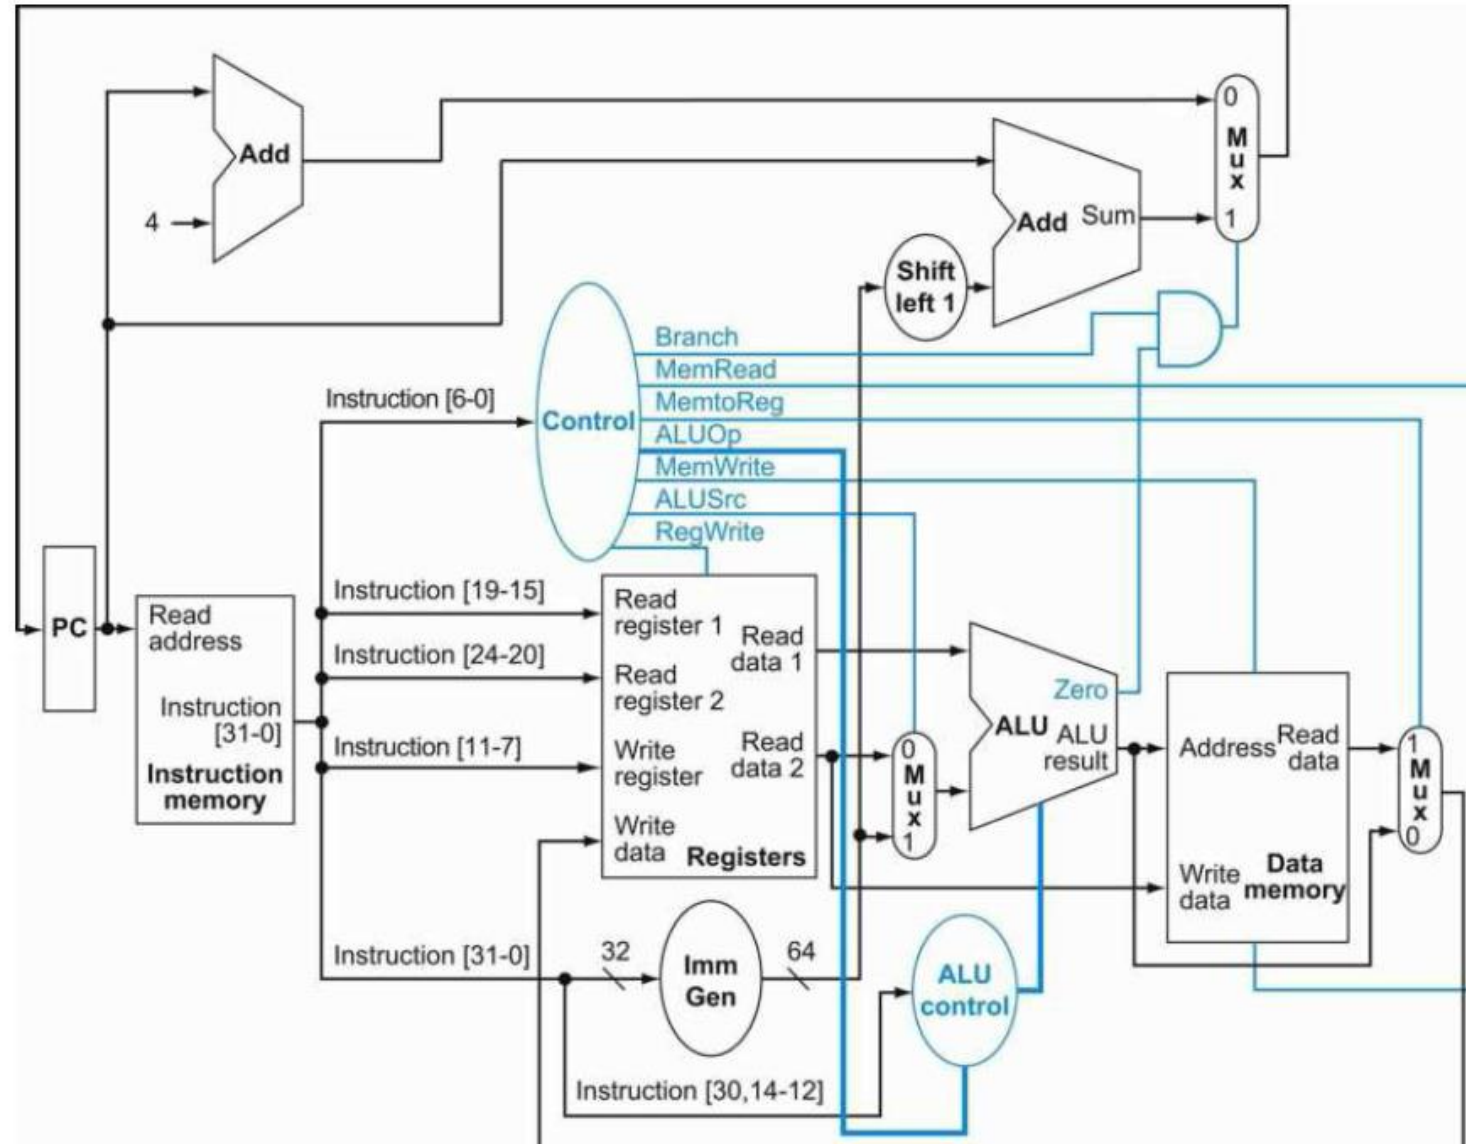 Add
4
0
M
u
x
1
Add Sum
Shift
left 1
Branch
MemRead
MemtoReg
ALUOp
MemWrite
ALUSrc
RegWrite
Instruction [6-0]
Control
PC
Read
address
Instruction
[31-0]
Instruction
memory
Instruction [19-15]
Instruction [24-20]
Instruction [11-7]
Instruction [31-0]
Read
register 1
Read
register 2
Write
register
Write
data
Read
data 1
Read
data 2
Registers
0
M
u
x
1
Zero
ALU
ALU
result
Address
Read
data
Write
data
Data
memory
1
M
u
x
0
32
Imm
Gen
64
ALU
control
Instruction [30,14-12]